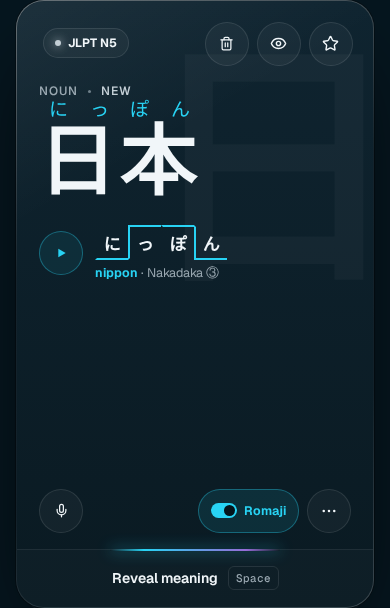 JLPT N5
NOUN • NEW
にっぽん
日本
にっぽん
nippon · Nakadaka ③
Romaji
Reveal meaning Space